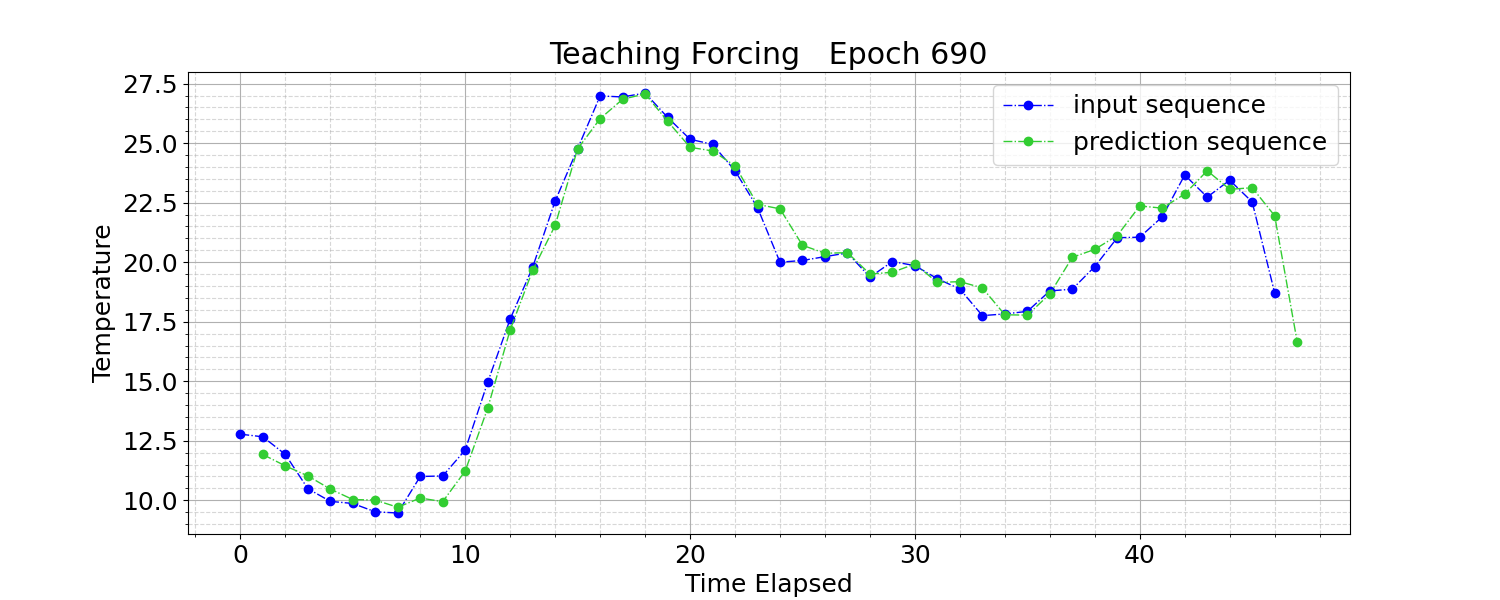 Teaching Forcing   Epoch 690
27.5
25.0
22.5
20.0
17.5
15.0
12.5
10.0
Temperature
input sequence
prediction sequence
0 10 20 30 40
Time Elapsed